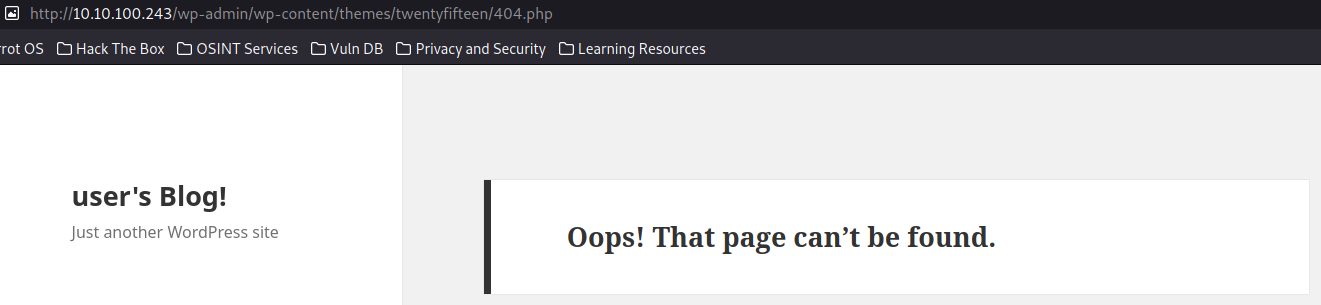 http://10.10.100.243/wp-admin/wp-content/themes/twentyfifteen/404.php
rot OS Hack The Box OSINT Services Vuln DB Privacy and Security Learning Resources
user's Blog!
Just another WordPress site
Oops! That page can’t be found.